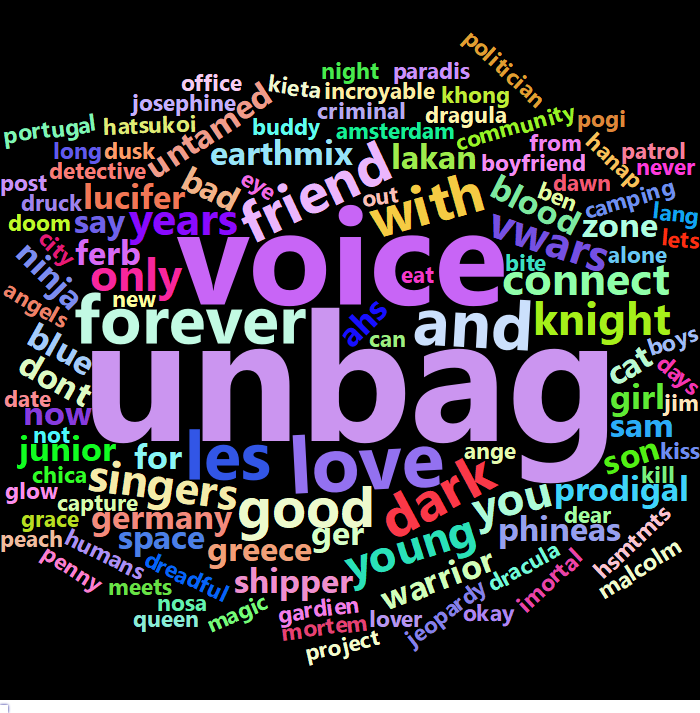 politician
night
paradis
office
kieta
incroyable
khong
josephine
criminal
dragula
community
pogi
portugal
hatsukoi
untamed
buddy
amsterdam
from
hanap
patrol
long
dusk
earthmix
lakan
boyfriend
never
post
detective
bad
eye
friend
out
with
blood
ben
dawn
camping
druck
lucifer
lang
doom
say
years
voice
vwars
zone
lets
city
ferb
only
eat
bite
connect
alone
ninja
angels
new
forever
ahs
can
and
knight
blue
unbag
cat
boys
dont
days
date
now
girl
jim
not
junior
for
les
love
ange
sam
son
kiss
chica
singers
dark
kill
glow
capture
good
you
prodigal
grace
germany
ger
young
phineas
dear
hsmtmts
peach
humans
space
greece
malcolm
penny
dreadful
shipper
warrior
dracula
imortal
meets
nosa
magic
gardien
jeopardy
queen
mortem
lover
okay
project